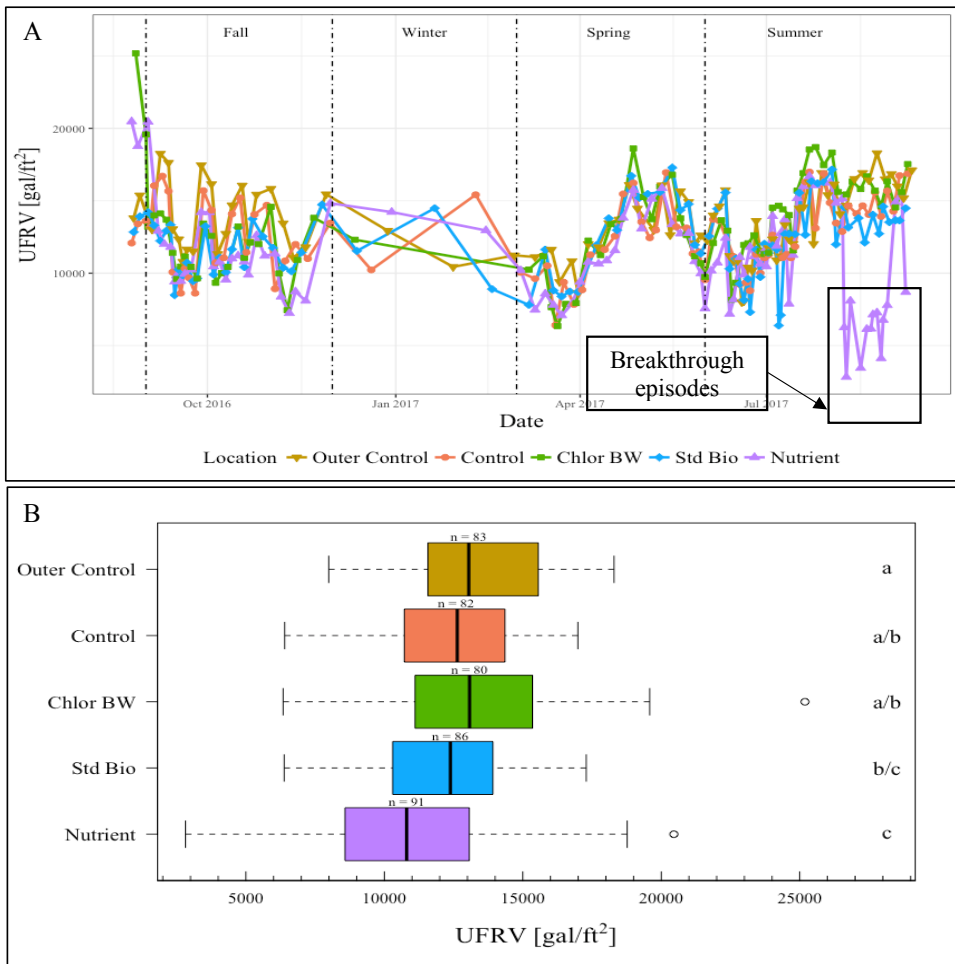 A
Fall Winter Spring Summer
UFRV [gal/ft²]
20000
10000
Breakthrough
episodes
Oct 2016 Jan 2017 Apr 2017 Jul 2017
Date
Location Outer Control Control Chlor BW Std Bio Nutrient
B
n = 83
Outer Control a
n = 82
Control a/b
n = 80
Chlor BW a/b
n = 86
Std Bio b/c
n = 91
Nutrient c
5000 10000 15000 20000 25000
UFRV [gal/ft²]